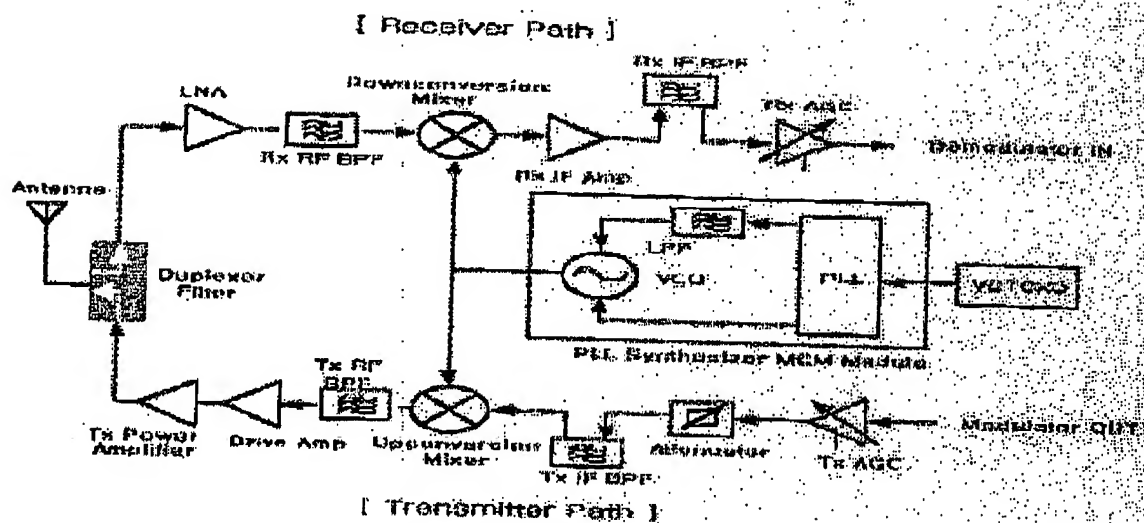 [ Receiver Path ]
LNA
Rx RF BPF
Downconversion
Mixer
Rx IF Amp
Rx IF BPF
AGC
Demodulator IN
Antenna
Duplexer
Filter
LPF
VCO
PLL
PLL Synthesizer MCM Module
Tx Power
Amplifier
Drive Amp
Tx RF
BPF
Upconversion
Mixer
Tx IF BPF
Attenuator
Tx AGC
Modulator OUT
[ Transmitter Path ]